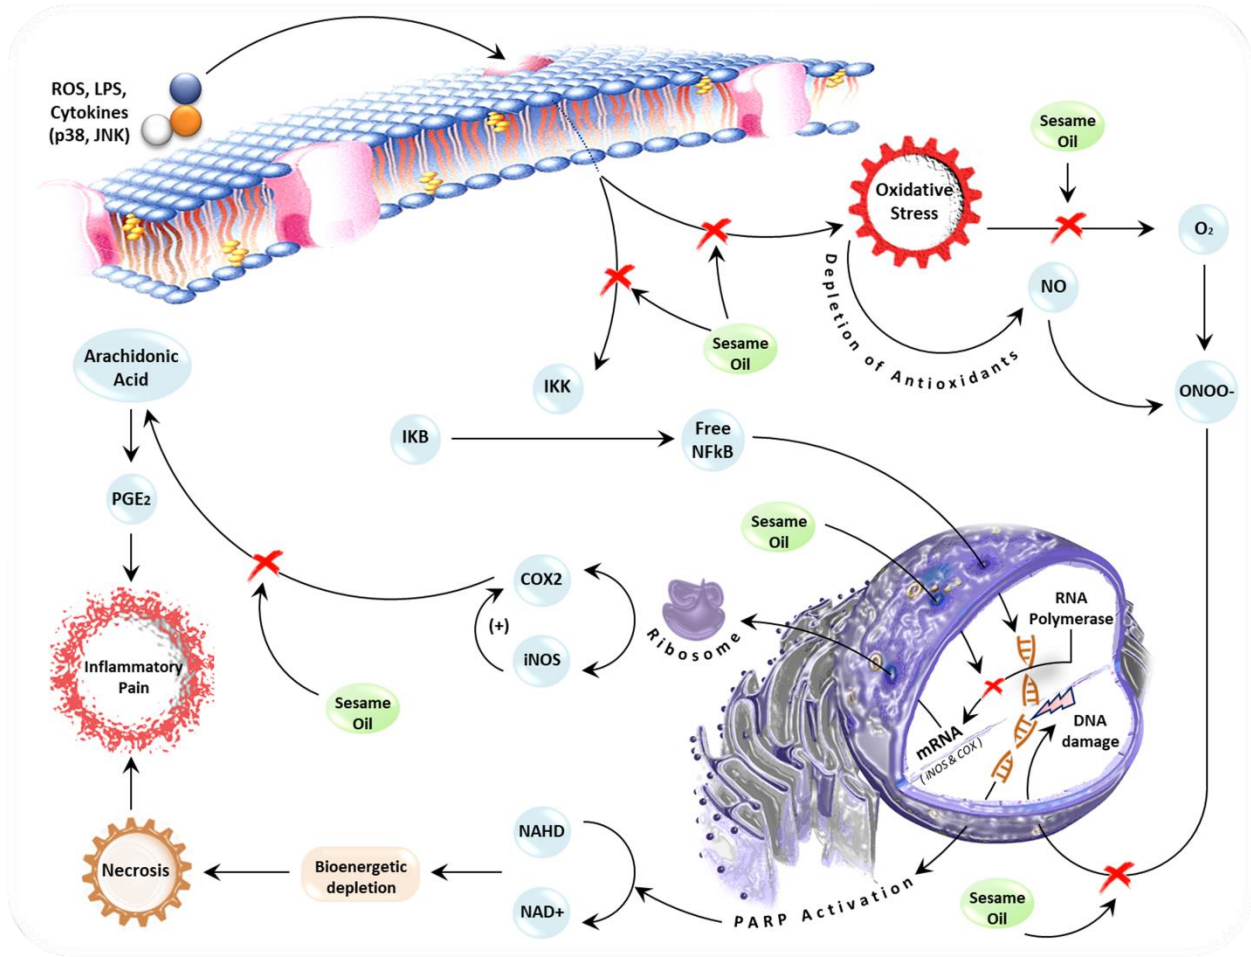 ROS, LPS,
Cytokines
(p38, JNK)
Sesame
Oil
Oxidative
Stress
O₂
NO
Depletion of Antioxidants
Sesame
Oil
Arachidonic
Acid
IKK
ONOO-
IKB
Free
NFkB
PGE₂
Sesame
Oil
COX2
(+)
iNOS
Ribosome
RNA
Polymerase
Inflammatory
Pain
Sesame
Oil
mRNA
(iNOS & COX)
DNA
damage
NAHD
Necrosis
Bioenergetic
depletion
NAD+
PARP Activation
Sesame
Oil